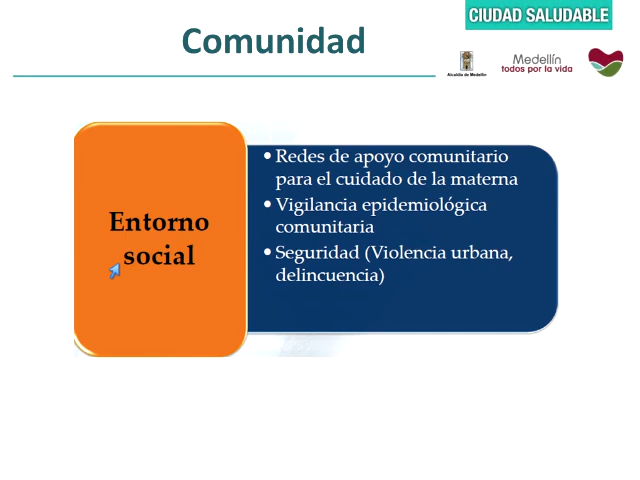 CIUDAD SALUDABLE
Comunidad
Alcaldía de Medellín
Medellín
todos por la vida
Entorno
social
• Redes de apoyo comunitario
para el cuidado de la materna
• Vigilancia epidemiológica
comunitaria
• Seguridad (Violencia urbana,
delincuencia)